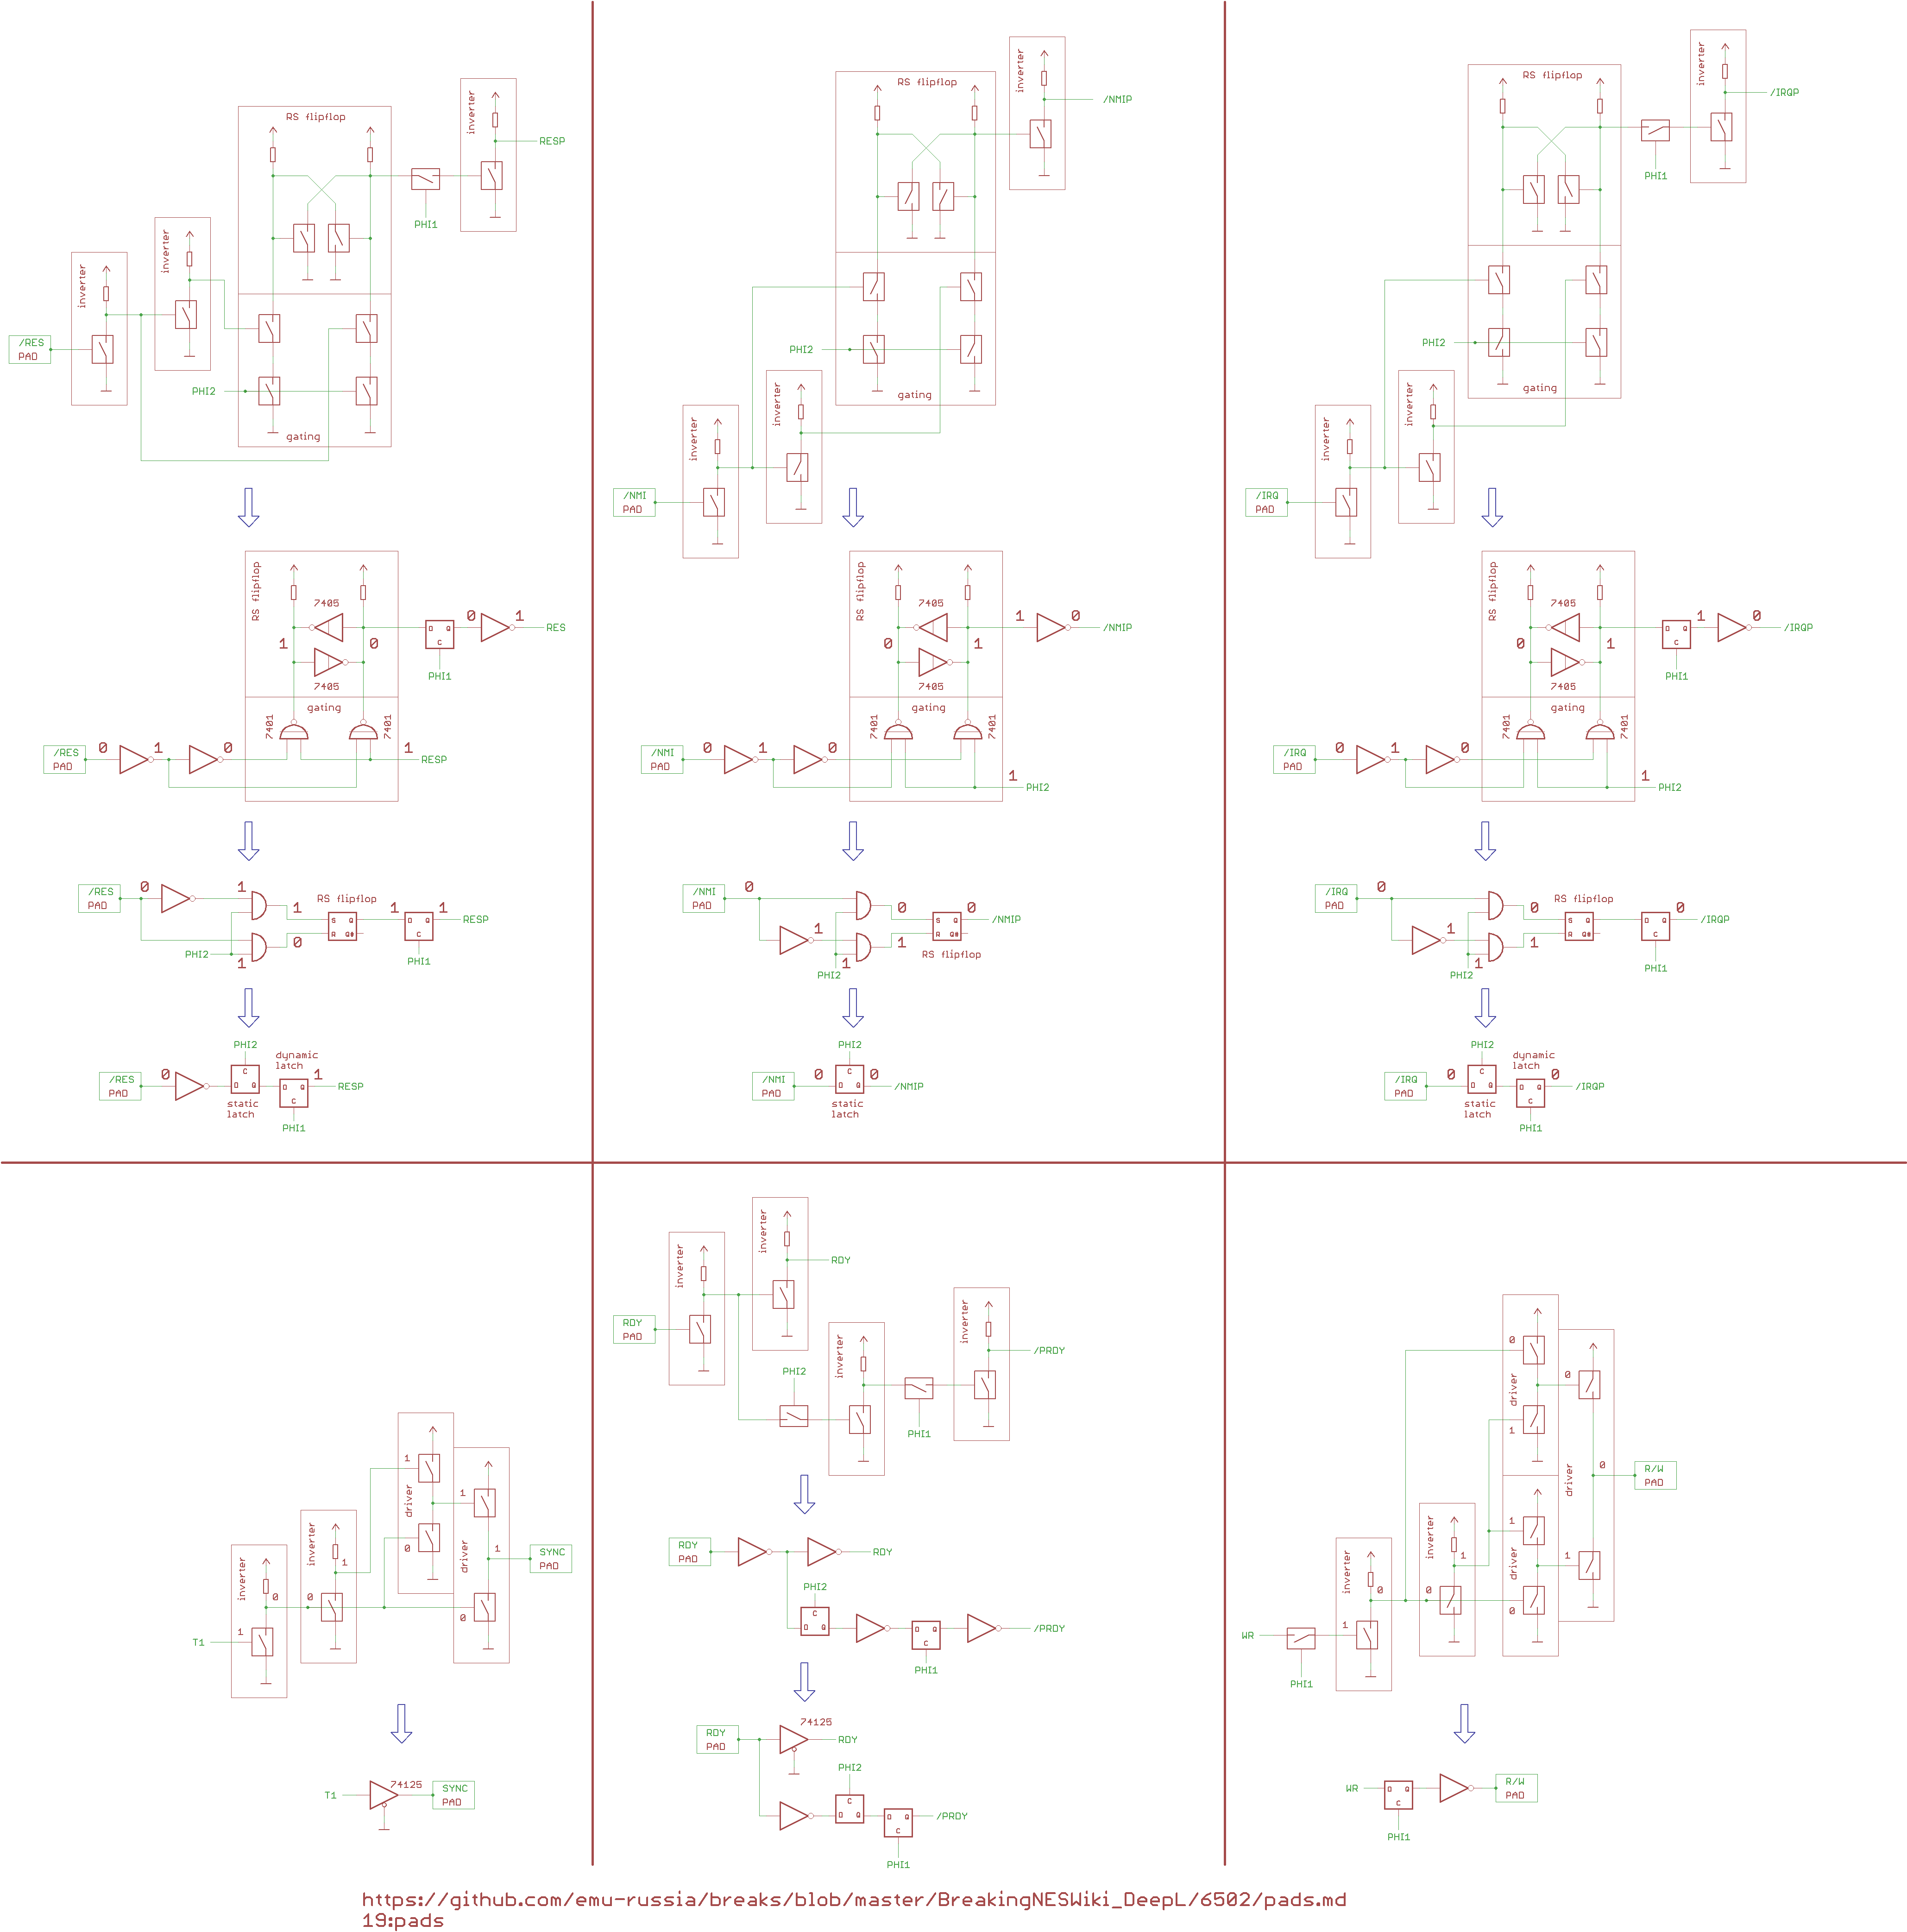 RS flipflop
inverter
RESP
PHI1
inverter
inverter
/RES
PAD
PHI2
gating
RS flipflop
7405
0
1
RES
1
0
D Q
C
PHI1
7405
gating
7401
7401
/RES
PAD
0
1
0
1
RESP
/RES
PAD
0
1
1
0
RS flipflop
S Q
R Q#
1
D Q
C
1
RESP
PHI2
1
PHI1
PHI2
dynamic
latch
/RES
PAD
0
C
D Q
static
latch
D Q
C
1
RESP
PHI1
RS flipflop
inverter
/NMIP
PHI2
gating
inverter
inverter
/NMI
PAD
RS flipflop
7405
1
0
/NMIP
0
1
7405
gating
7401
7401
/NMI
PAD
0
1
0
1
PHI2
/NMI
PAD
0
1
0
1
S Q
R Q#
0
/NMIP
RS flipflop
1
PHI2
PHI2
/NMI
PAD
0
C
D Q
0
/NMIP
static
latch
RS flipflop
inverter
/IRQP
PHI1
PHI2
gating
inverter
inverter
/IRQ
PAD
RS flipflop
7405
0
1
D Q
C
1
0
/IRQP
PHI1
7405
gating
7401
7401
/IRQ
PAD
0
1
0
1
PHI2
/IRQ
PAD
0
1
0
1
RS flipflop
S Q
R Q#
D Q
C
0
/IRQP
1
PHI2
PHI1
PHI2
dynamic
latch
/IRQ
PAD
0
C
D Q
static
latch
D Q
C
0
/IRQP
PHI1
T1
inverter
1
0
inverter
0
1
driver
1
0
driver
1
0
1
SYNC
PAD
T1
74125
SYNC
PAD
inverter
RDY
inverter
RDY
PAD
inverter
/PRDY
inverter
PHI2
PHI1
RDY
PAD
RDY
PHI2
C
D Q
D Q
C
/PRDY
PHI1
74125
RDY
PAD
RDY
PHI2
C
D Q
D Q
C
/PRDY
PHI1
0
driver
1
0
driver
0
R/W
PAD
1
driver
1
0
inverter
1
0
inverter
0
1
WR
PHI1
WR
D Q
C
PHI1
R/W
PAD
https://github.com/emu-russia/breaks/blob/master/BreakingNESWiki_DeepL/6502/pads.md
19:pads